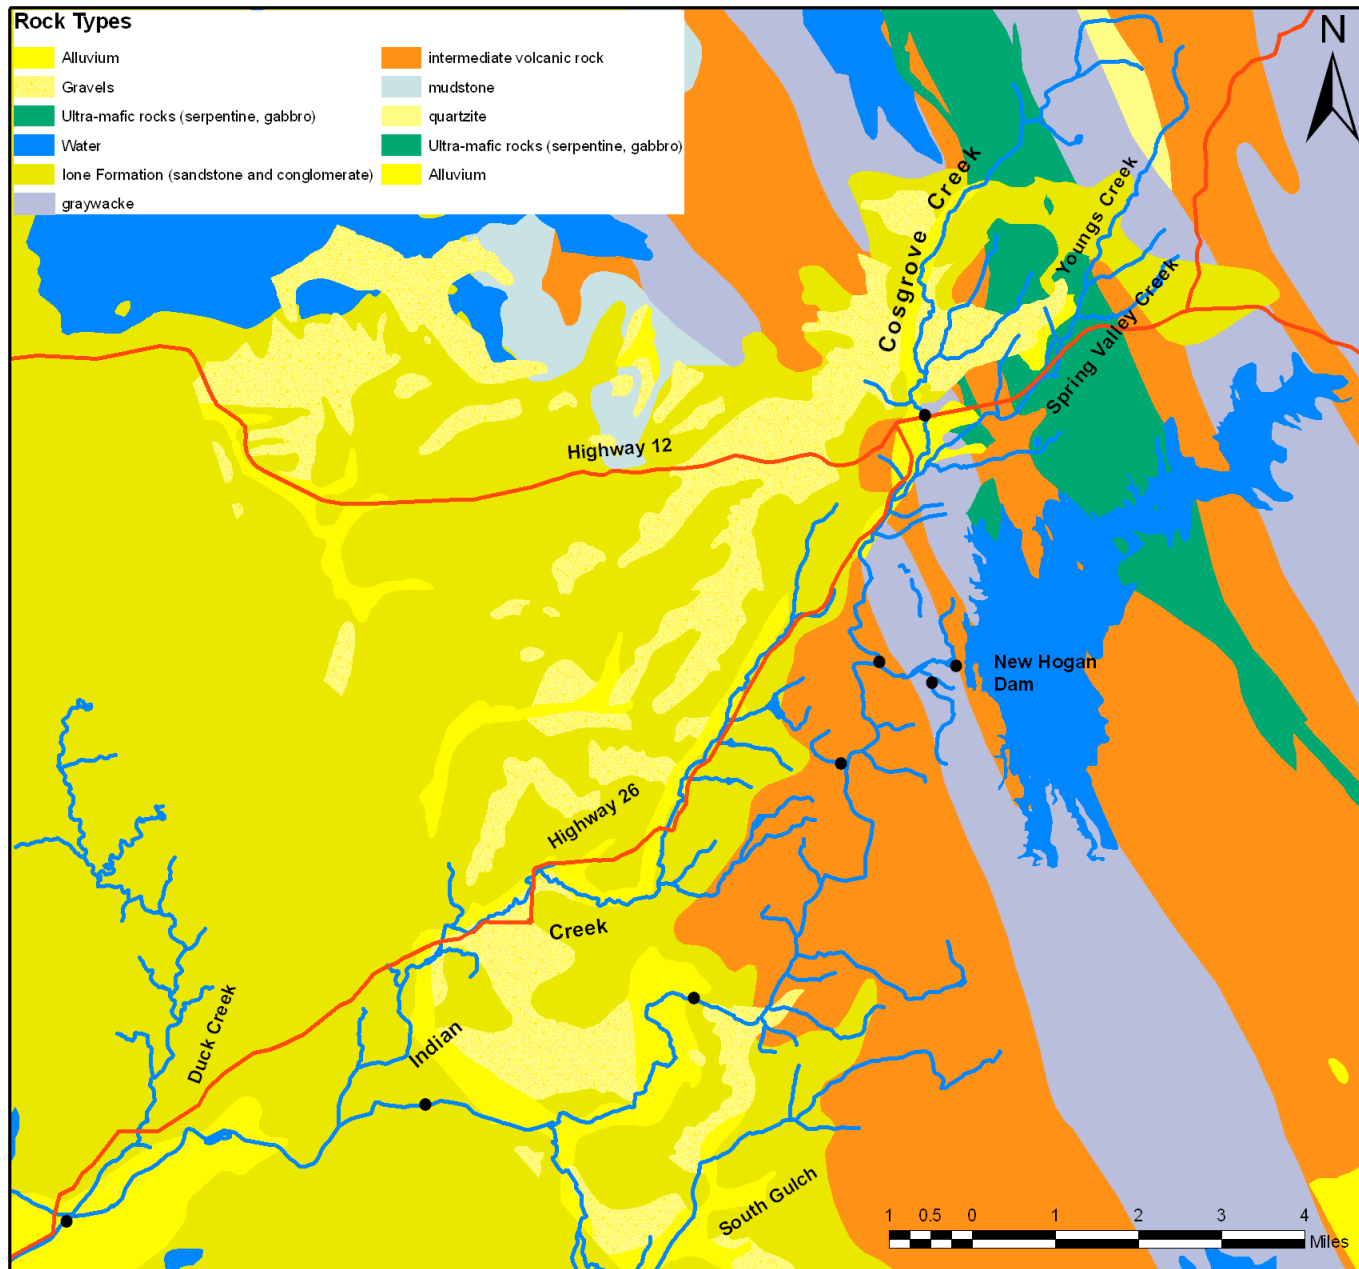 Rock Types
Alluvium
Gravels
Ultra-mafic rocks (serpentine, gabbro)
Water
Ione Formation (sandstone and conglomerate)
graywacke
intermediate volcanic rock
mudstone
quartzite
Ultra-mafic rocks (serpentine, gabbro)
Alluvium
N
Cosgrove Creek
Youngs Creek
Spring Valley Creek
Highway 12
New Hogan
Dam
Highway 26
Creek
Indian
Duck Creek
South Gulch
1 0.5 0 1 2 3 4
Miles